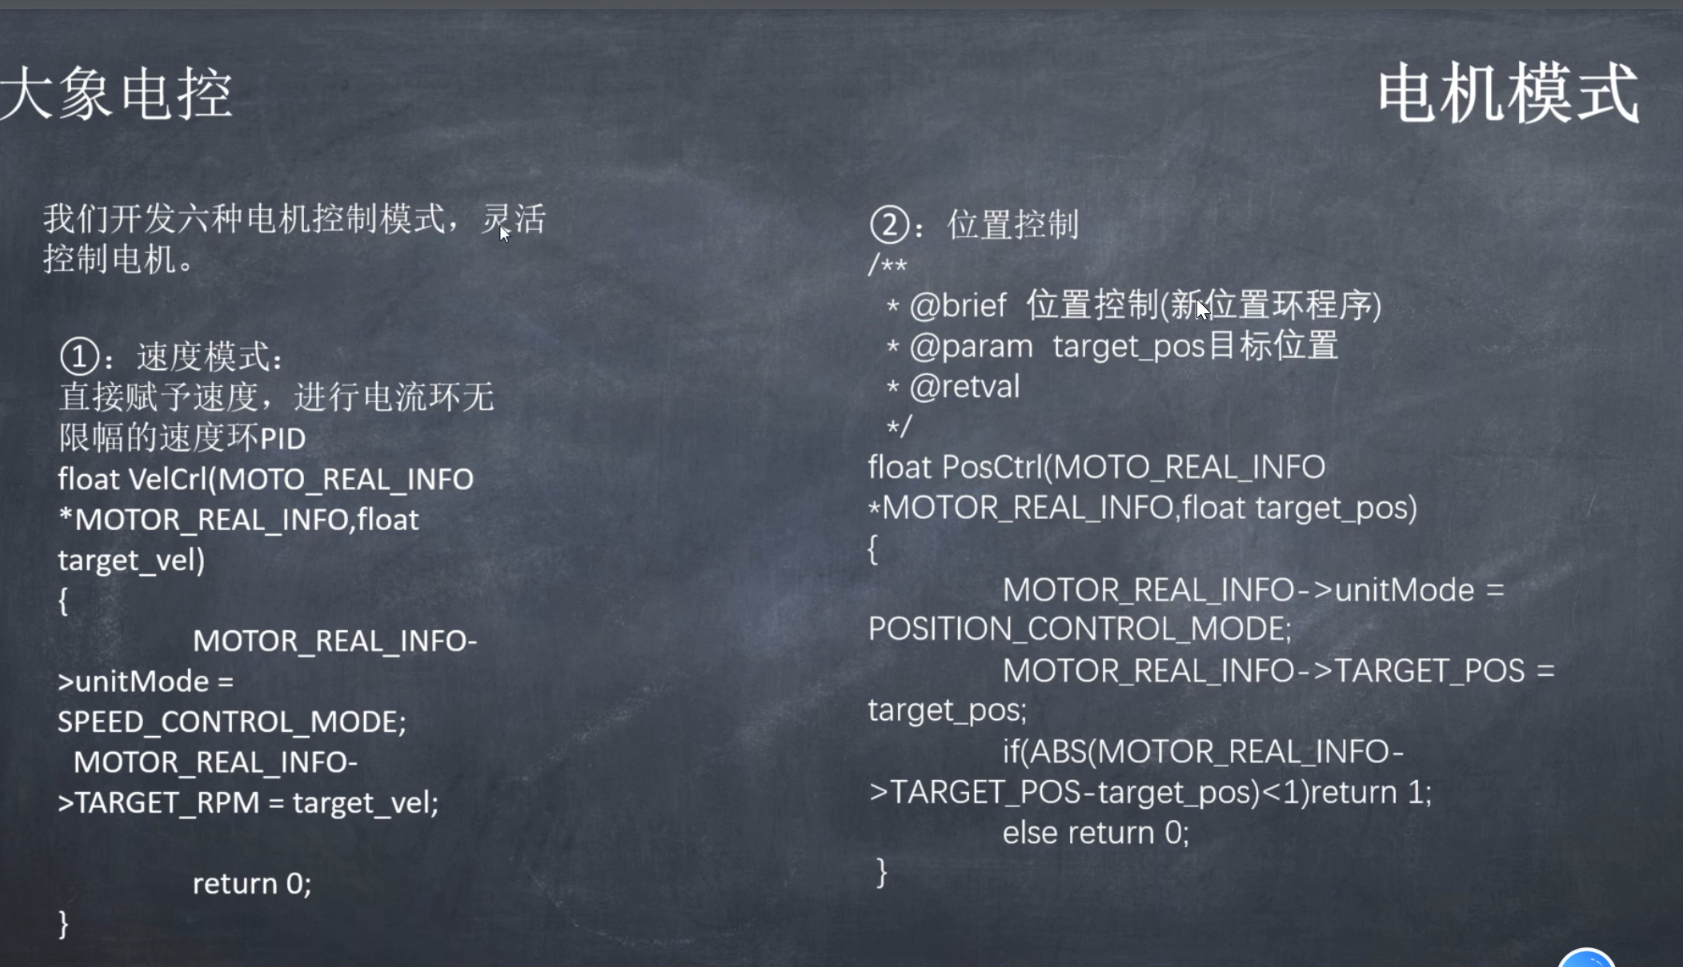 大象电控
电机模式
我们开发六种电机控制模式，灵活
控制电机。
①：速度模式：
直接赋予速度，进行电流环无
限幅的速度环PID
float VelCrl(MOTO_REAL_INFO
*MOTOR_REAL_INFO,float
target_vel)
{
MOTOR_REAL_INFO-
>unitMode =
SPEED_CONTROL_MODE;
MOTOR_REAL_INFO-
>TARGET_RPM = target_vel;
return 0;
}
②：位置控制
/**
* @brief 位置控制(新位置环程序)
* @param target_pos目标位置
* @retval
*/
float PosCtrl(MOTO_REAL_INFO
*MOTOR_REAL_INFO,float target_pos)
{
MOTOR_REAL_INFO->unitMode =
POSITION_CONTROL_MODE;
MOTOR_REAL_INFO->TARGET_POS =
target_pos;
if(ABS(MOTOR_REAL_INFO-
>TARGET_POS-target_pos)<1)return 1;
else return 0;
}